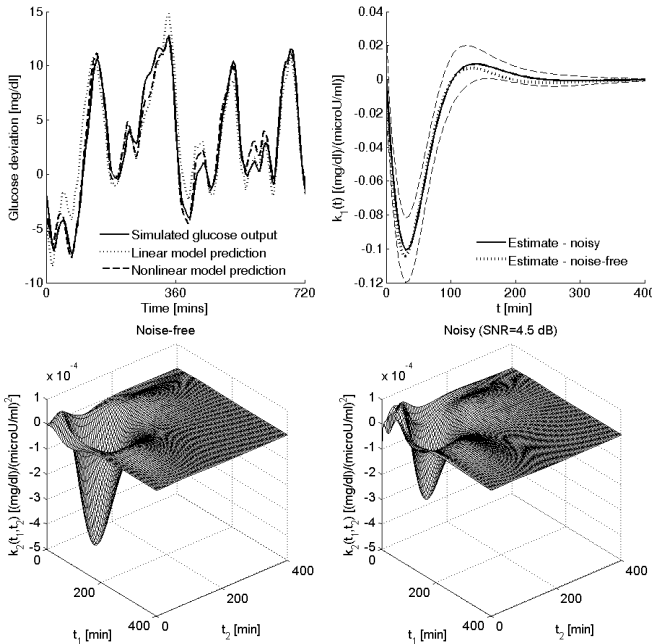 Glucose deviation [mg/dl]
15
10
5
0
-5
-10
0
360
720
Time [mins]
Simulated glucose output
Linear model prediction
Nonlinear model prediction
k1(t) [(mg/dl)/(microU/ml)]
0.04
0.02
0
-0.02
-0.04
-0.06
-0.08
-0.1
-0.12
0
100
200
300
400
t [min]
Estimate - noisy
Estimate - noise-free
Noise-free
x 10^-4
k2(t1,t2) [(mg/dl)/(microU/ml)^2
1
0
-1
-2
-3
-4
-5
0
200
400
t1 [min]
0
200
400
t2 [min]
Noisy (SNR=4.5 dB)
x 10^-4
k2(t1,t2) [(mg/dl)/(microU/ml)^2]
1
0
-1
-2
-3
-4
-5
0
200
400
t1 [min]
0
200
400
t2 [min]